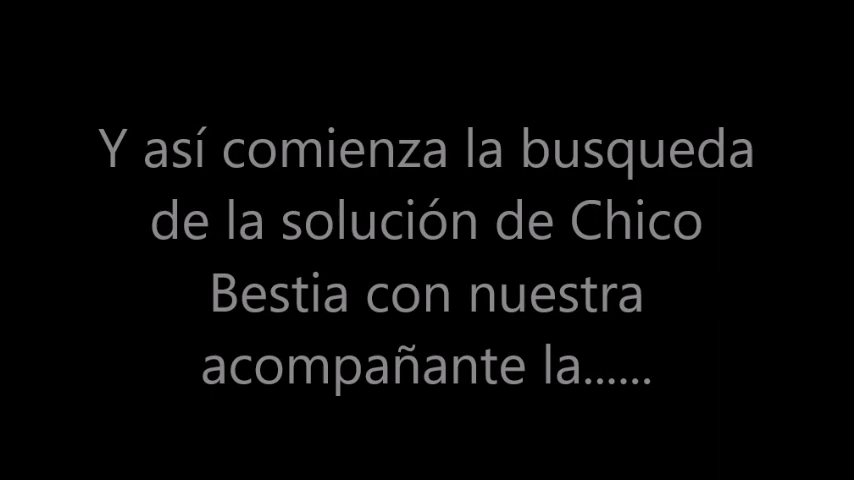 Y así comienza la busqueda
de la solución de Chico
Bestia con nuestra
acompañante la......